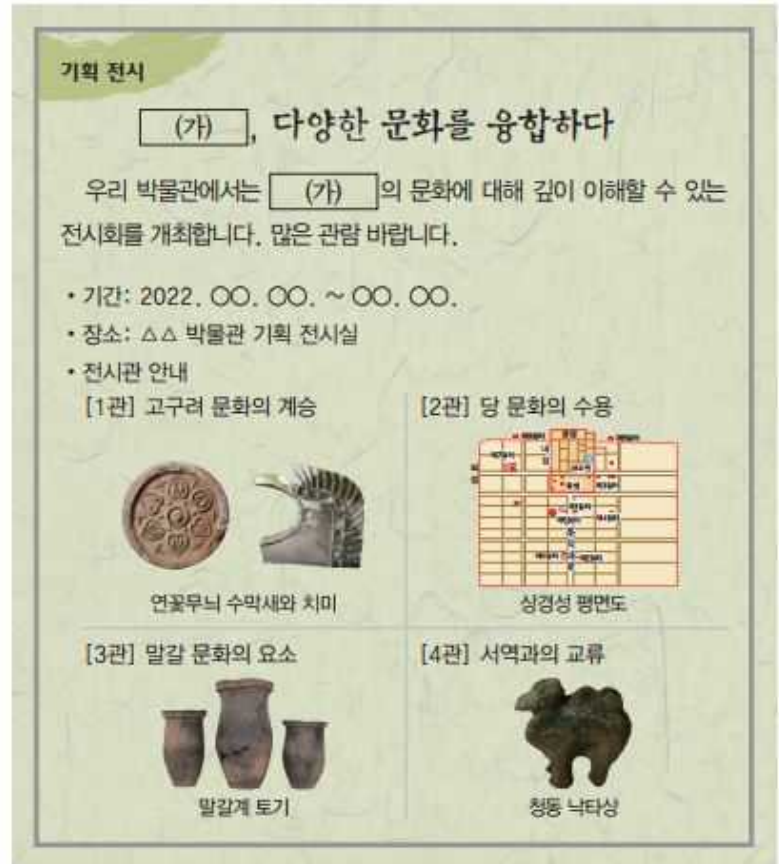 기획 전시
(가), 다양한 문화를 융합하다
우리 박물관에서는 (가)의 문화에 대해 깊이 이해할 수 있는
전시회를 개최합니다. 많은 관람 바랍니다.
• 기간: 2022. ○○. ○○. ~ ○○. ○○.
• 장소: △△ 박물관 기획 전시실
• 전시관 안내
[1관] 고구려 문화의 계승
연꽃무늬 수막새와 치미
[2관] 당 문화의 수용
상경성 평면도
[3관] 말갈 문화의 요소
말갈계 토기
[4관] 서역과의 교류
청동 낙타상